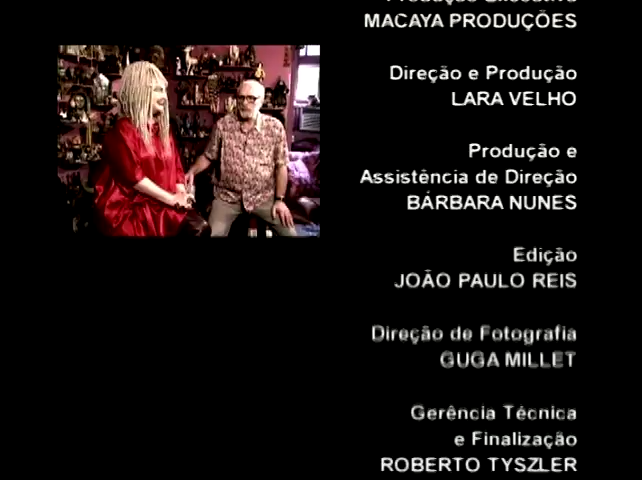 MACAYA PRODUÇÕES
Direção e Produção
LARA VELHO
Produção e
Assistência de Direção
BÁRBARA NUNES
Edição
JOÃO PAULO REIS
Direção de Fotografia
GUGA MILLET
Gerência Técnica
e Finalização
ROBERTO TYSZLER